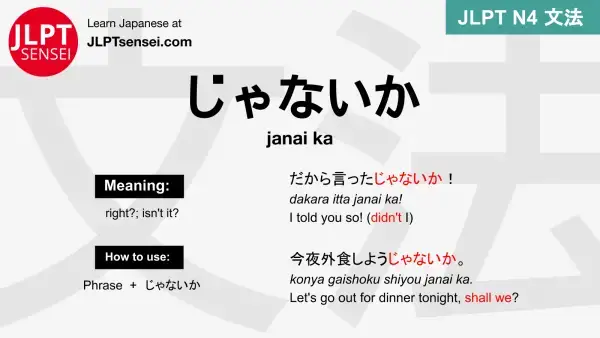 JLPT
SENSEI
Learn Japanese at
JLPTsensei.com
JLPT N4 文法
文法
じゃないか
janai ka
Meaning:
right?; isn't it?
How to use:
Phrase + じゃないか
だから言ったじゃないか！
dakara itta janai ka!
I told you so! (didn't I)
今夜外食しようじゃないか。
konya gaishoku shiyou janai ka.
Let's go out for dinner tonight, shall we?